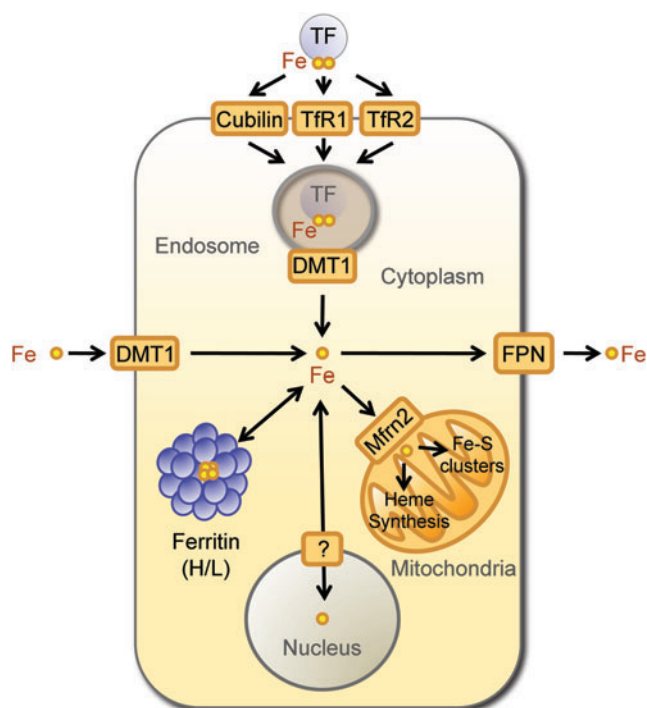 TF
Fe
Cubilin TfR1 TfR2
TF
Fe
Endosome
DMT1
Cytoplasm
Fe DMT1 FPN Fe
Fe
Mfrn2
Fe-S
clusters
Heme
Synthesis
Ferritin
(H/L)
?
Mitochondria
Nucleus